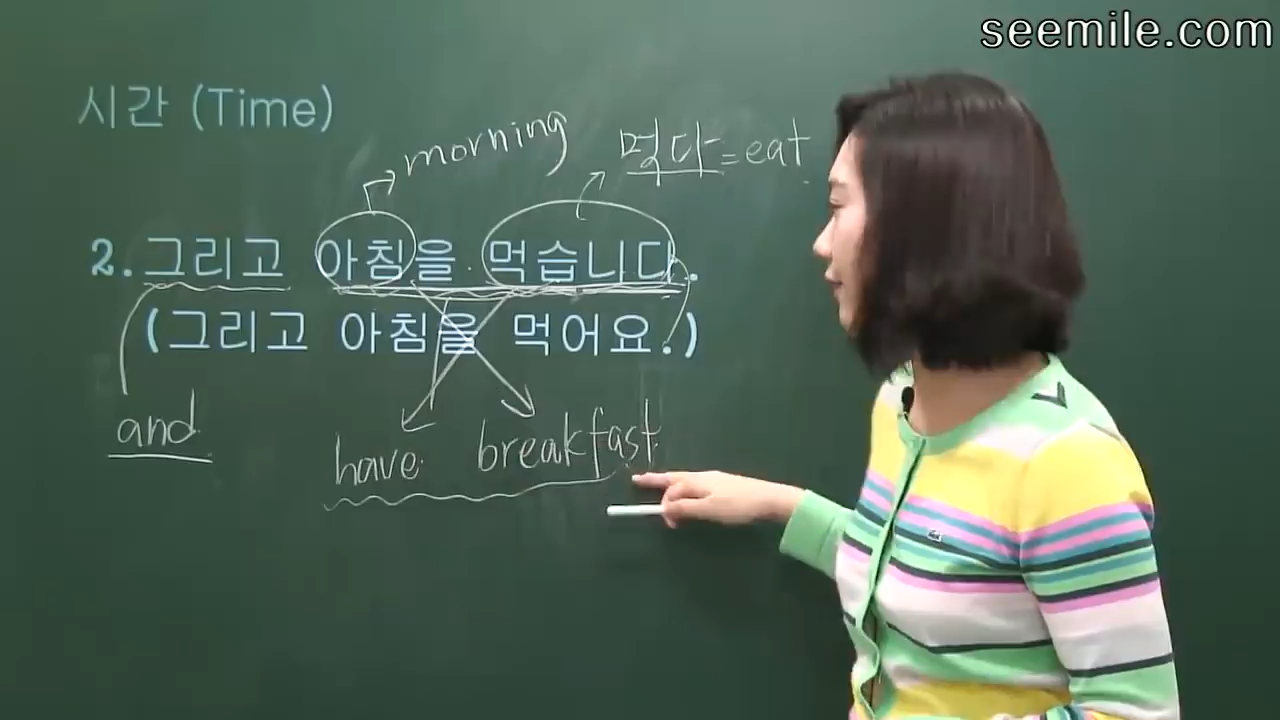 seemile.com
시간 (Time)
morning
먹다=eat
2. 그리고 아침을 먹습니다.
(그리고 아침을 먹어요.)
and
have breakfast